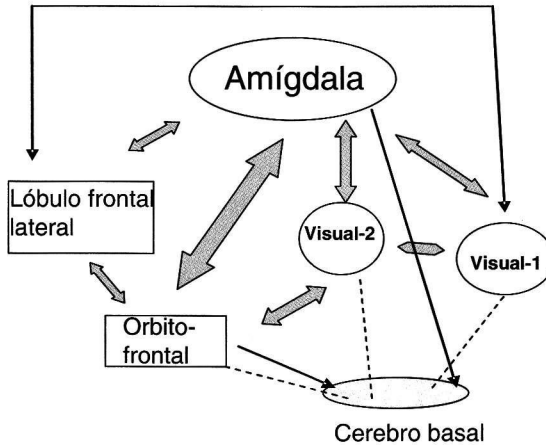 Amígdala
Lóbulo frontal
lateral
Visual-2
Visual-1
Orbito-
frontal
Cerebro basal